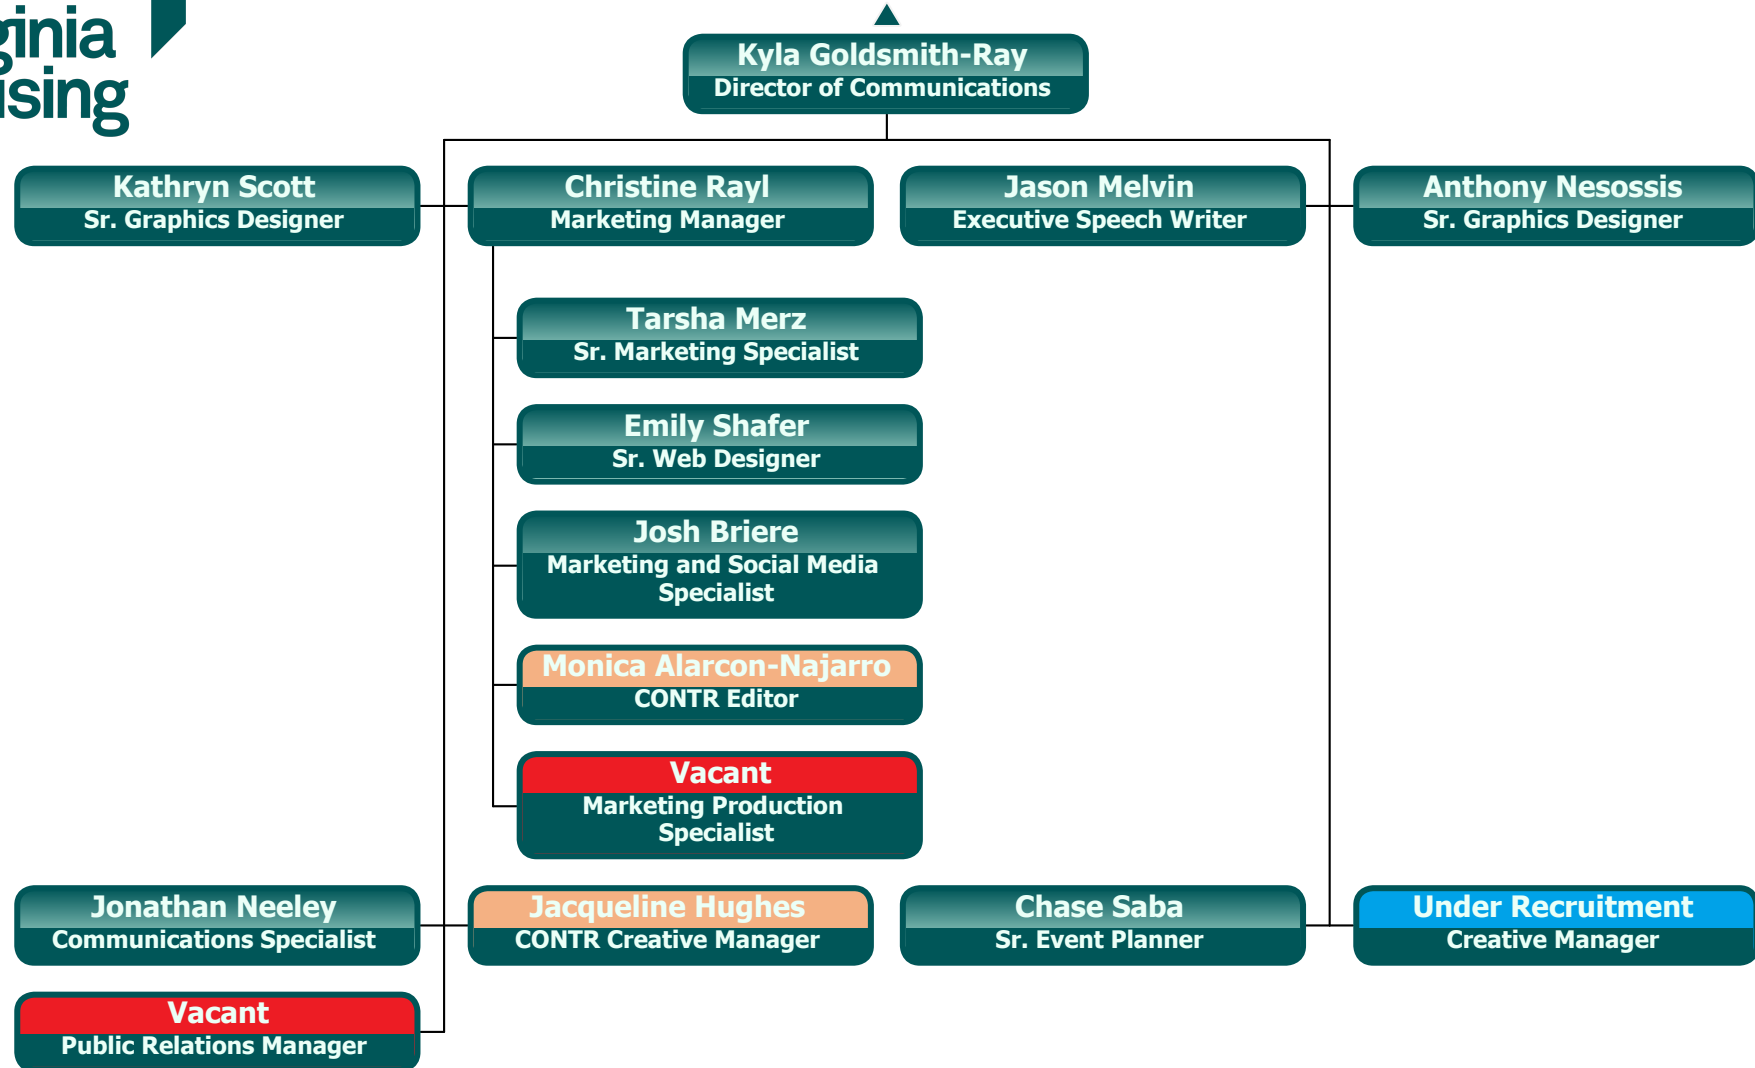 ginia
ising
Kyla Goldsmith-Ray
Director of Communications
Kathryn Scott
Sr. Graphics Designer
Christine Rayl
Marketing Manager
Jason Melvin
Executive Speech Writer
Anthony Nesossis
Sr. Graphics Designer
Tarsha Merz
Sr. Marketing Specialist
Emily Shafer
Sr. Web Designer
Josh Briere
Marketing and Social Media
Specialist
Monica Alarcon-Najarro
CONTR Editor
Vacant
Marketing Production
Specialist
Jonathan Neeley
Communications Specialist
Jacqueline Hughes
CONTR Creative Manager
Chase Saba
Sr. Event Planner
Under Recruitment
Creative Manager
Vacant
Public Relations Manager